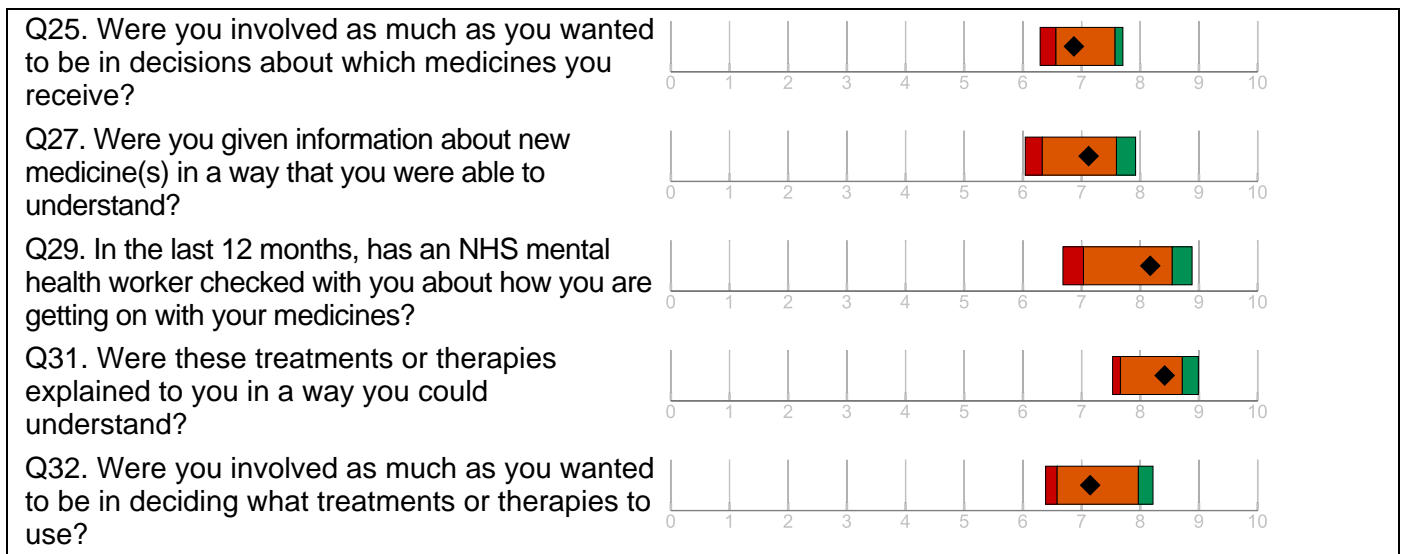 Q25. Were you involved as much as you wanted
to be in decisions about which medicines you
receive?
0 1 2 3 4 5 6 7 8 9 10
Q27. Were you given information about new
medicine(s) in a way that you were able to
understand?
0 1 2 3 4 5 6 7 8 9 10
Q29. In the last 12 months, has an NHS mental
health worker checked with you about how you are
getting on with your medicines?
0 1 2 3 4 5 6 7 8 9 10
Q31. Were these treatments or therapies
explained to you in a way you could
understand?
0 1 2 3 4 5 6 7 8 9 10
Q32. Were you involved as much as you wanted
to be in deciding what treatments or therapies to
use?
0 1 2 3 4 5 6 7 8 9 10